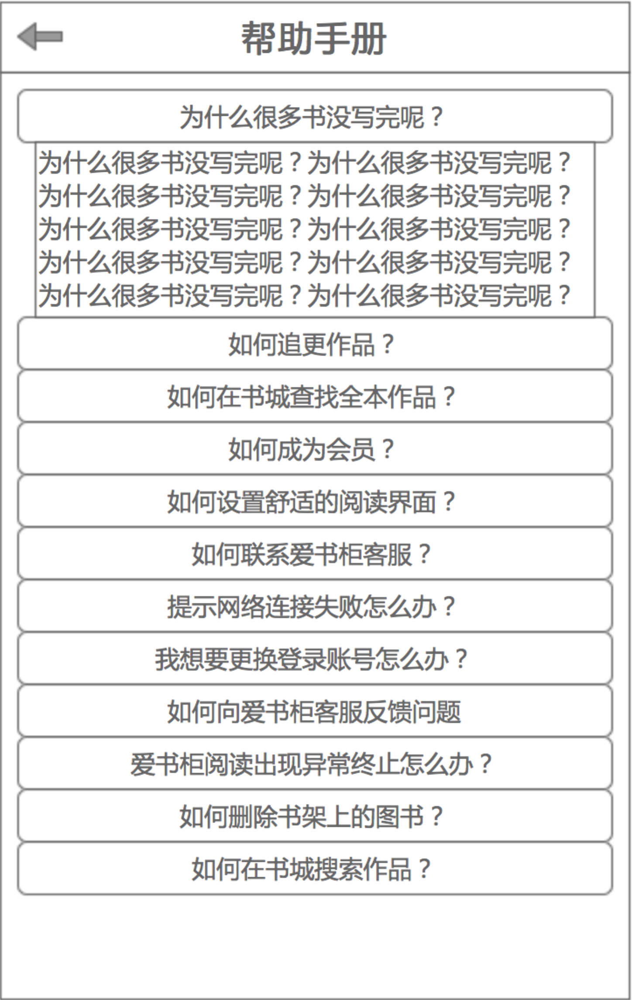 帮助手册
为什么很多书没写完呢？
为什么很多书没写完呢？为什么很多书没写完呢？
为什么很多书没写完呢？为什么很多书没写完呢？
为什么很多书没写完呢？为什么很多书没写完呢？
为什么很多书没写完呢？为什么很多书没写完呢？
为什么很多书没写完呢？为什么很多书没写完呢？
如何追更作品？
如何在书城查找全本作品？
如何成为会员？
如何设置舒适的阅读界面？
如何联系爱书柜客服？
提示网络连接失败怎么办？
我想要更换登录账号怎么办？
如何向爱书柜客服反馈问题
爱书柜阅读出现异常终止怎么办？
如何删除书架上的图书？
如何在书城搜索作品？